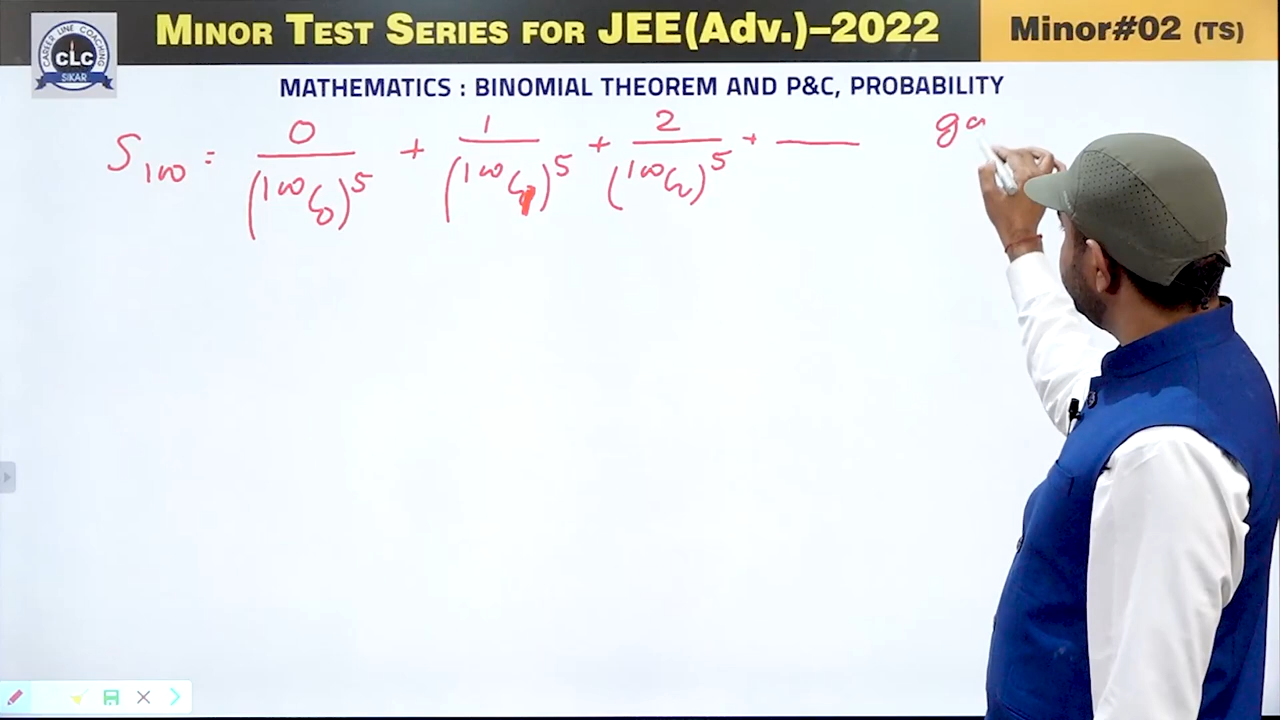 CAREER LINE COACHING
CLC
SIKAR
MINOR TEST SERIES FOR JEE(Adv.)–2022
Minor#02 (TS)
MATHEMATICS : BINOMIAL THEOREM AND P&C, PROBABILITY
S₁₀₀ = 0/(¹⁰⁰C₀)⁵ + 1/(¹⁰⁰C₁)⁵ + 2/(¹⁰⁰C₂)⁵ + ——— ga